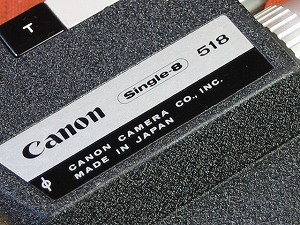 T
Canon Single-8 518
CANON CAMERA CO., INC.
MADE IN JAPAN